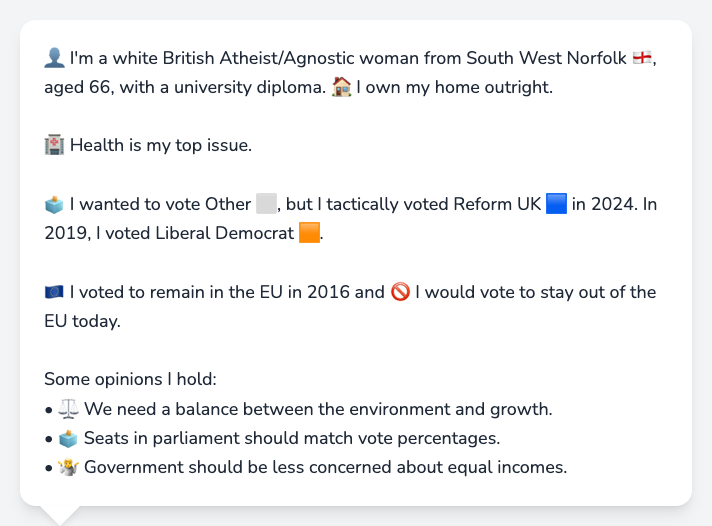 👤 I'm a white British Atheist/Agnostic woman from South West Norfolk 🏴󠁧󠁢󠁥󠁮󠁧󠁿,
aged 66, with a university diploma. 🏠 I own my home outright.
🏥 Health is my top issue.
🗳️ I wanted to vote Other ⬜, but I tactically voted Reform UK 🟦 in 2024. In
2019, I voted Liberal Democrat 🟧.
🇪🇺 I voted to remain in the EU in 2016 and 🚫 I would vote to stay out of the
EU today.
Some opinions I hold:
• ⚖️ We need a balance between the environment and growth.
• 🗳️ Seats in parliament should match vote percentages.
• 🤷 Government should be less concerned about equal incomes.